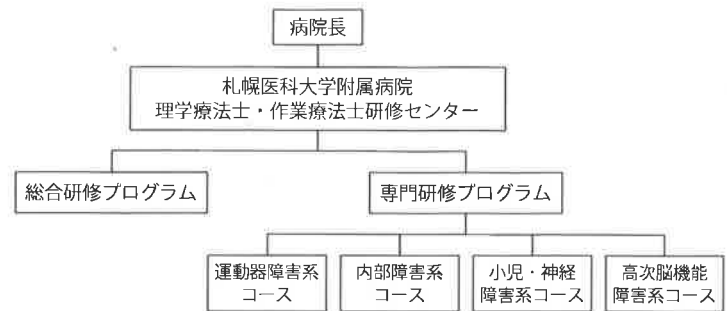 病院長
札幌医科大学附属病院
理学療法士・作業療法士研修センター
総合研修プログラム
専門研修プログラム
運動器障害系
コース
内部障害系
コース
小児・神経
障害系コース
高次脳機能
障害系コース